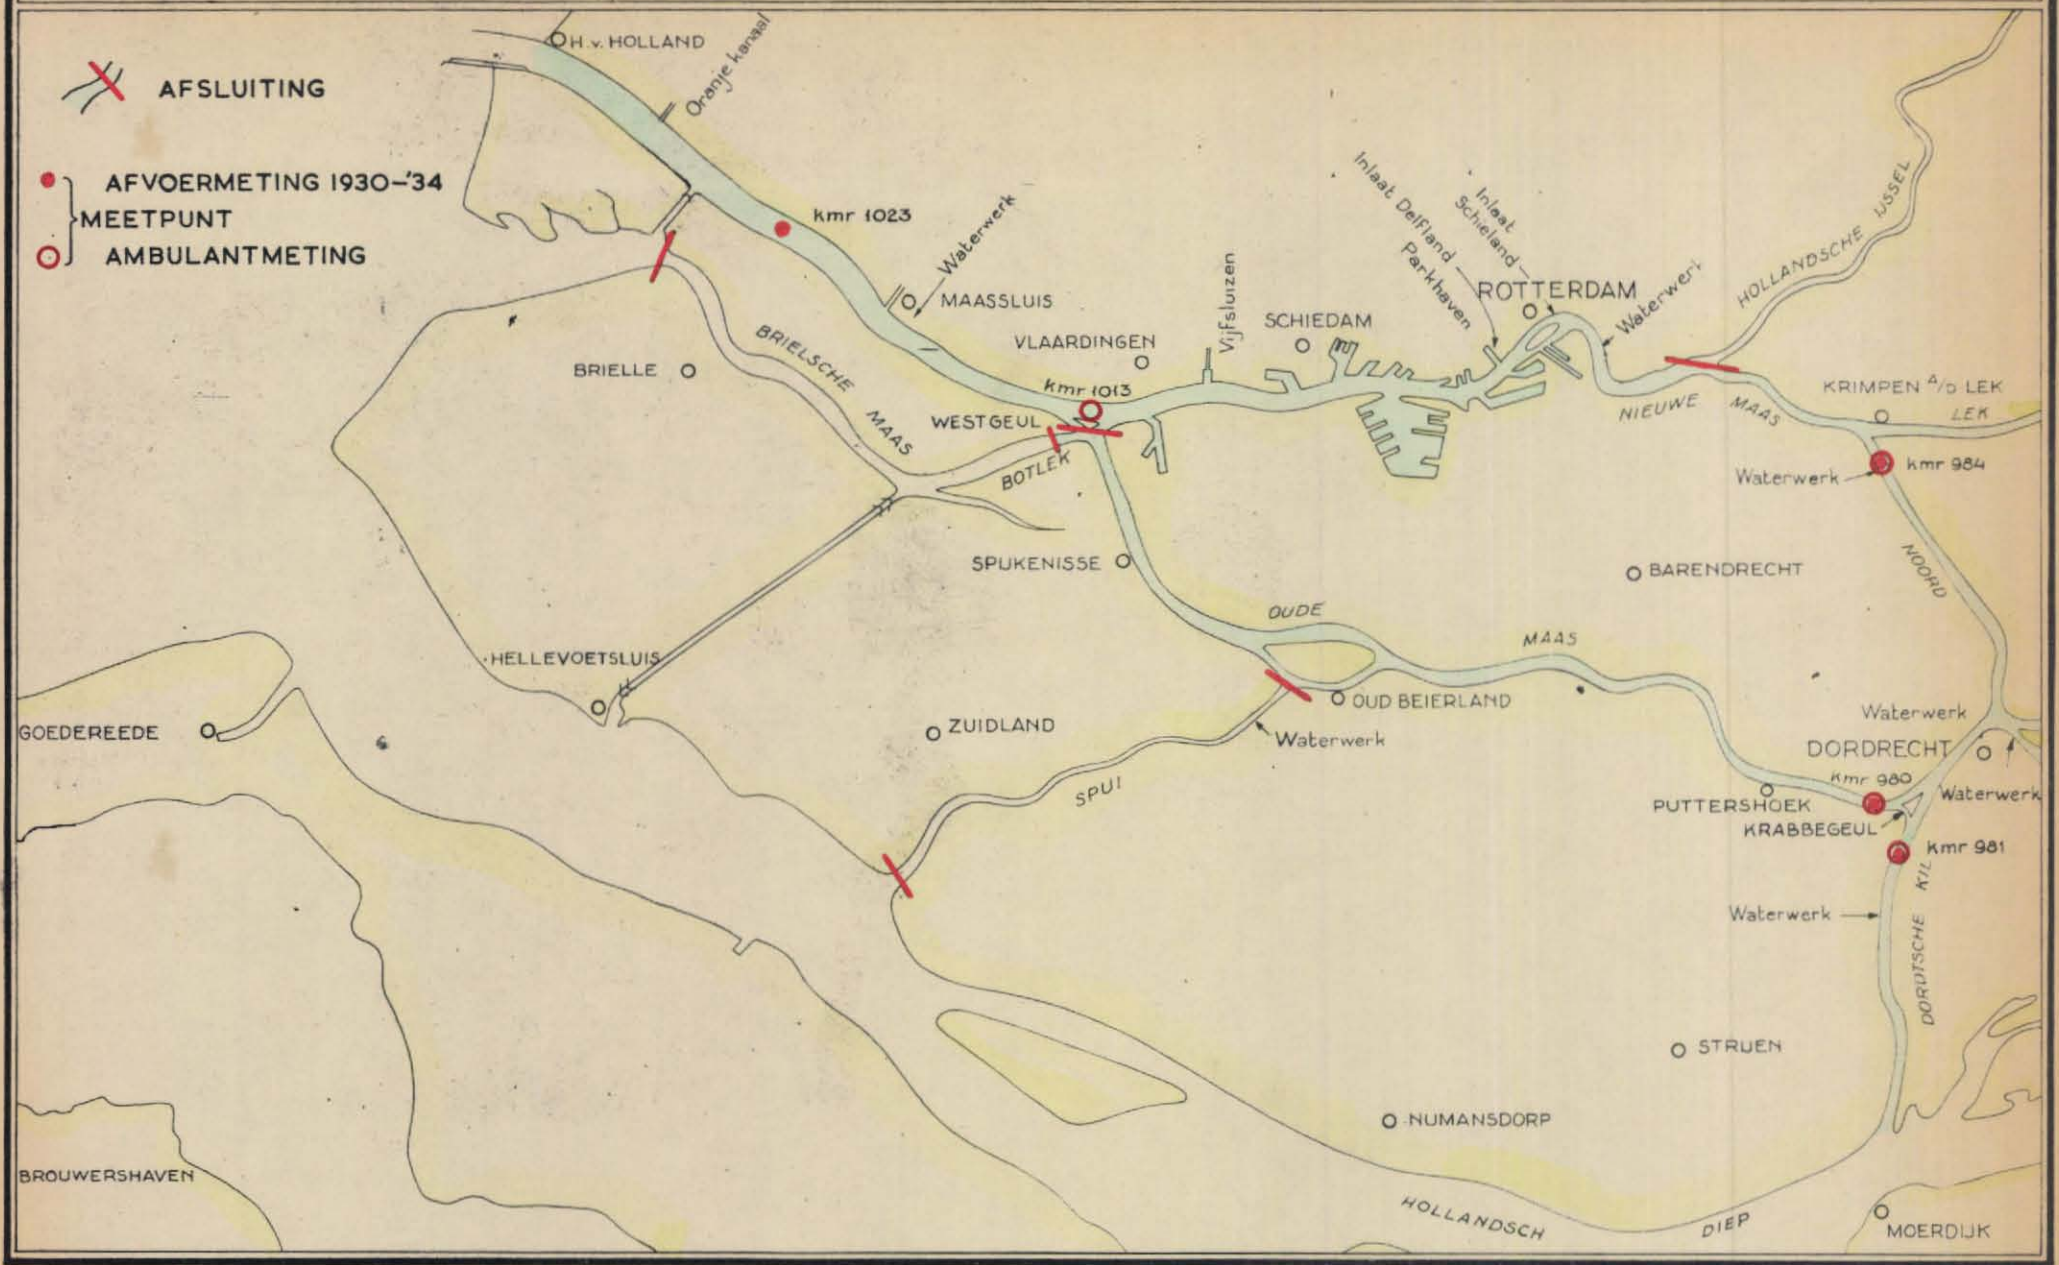 H. v. HOLLAND
Oranje kanaal
AFSLUITING
AFVOERMETING 1930-'34
MEETPUNT
AMBULANTMETING
kmr 1023
Waterwerk
MAASSLUIS
VLAARDINGEN
Vijfsluizen
SCHIEDAM
Inlaat Delfland
Parkhaven
Inlaat
Schieland
ROTTERDAM
Waterwerk
HOLLANDSCHE IJSSEL
BRIELLE
BRIELSCHE MAAS
kmr 1013
WESTGEUL
BOTLEK
NIEUWE MAAS
KRIMPEN A/D LEK
LEK
Waterwerk
kmr 984
NOORD
SPIJKENISSE
BARENDRECHT
OUDE MAAS
HELLEVOETSLUIS
OUD BEIERLAND
Waterwerk
GOEDEREEDE
ZUIDLAND
SPUI
Waterwerk
DORDRECHT
kmr 980
Waterwerk
PUTTERSHOEK
KRABBEGEUL
kmr 981
Waterwerk
DORDTSCHE KIL
STRIJEN
NUMANSDORP
BROUWERSHAVEN
HOLLANDSCH DIEP
MOERDIJK